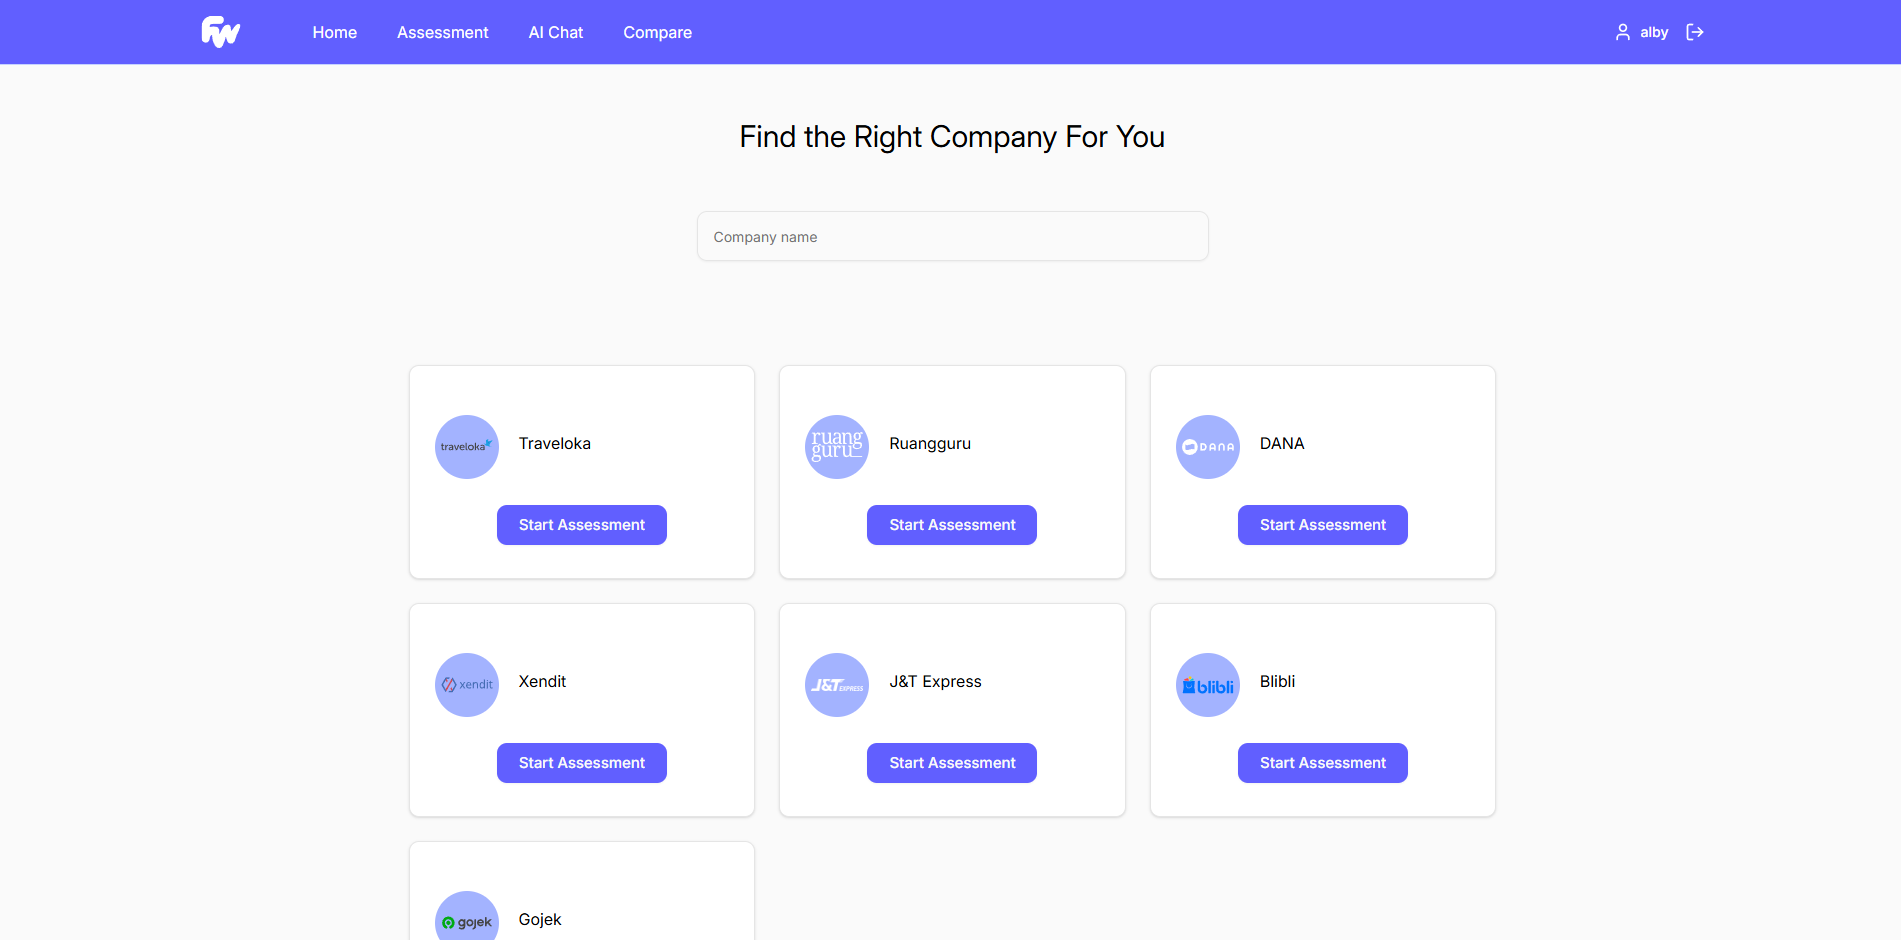 fw
Home Assessment AI Chat Compare alby
Find the Right Company For You
Company name
traveloka Traveloka
ruang guru Ruangguru
DANA DANA
Start Assessment Start Assessment Start Assessment
xendit Xendit
J&T EXPRESS J&T Express
blibli Blibli
Start Assessment Start Assessment Start Assessment
gojek Gojek